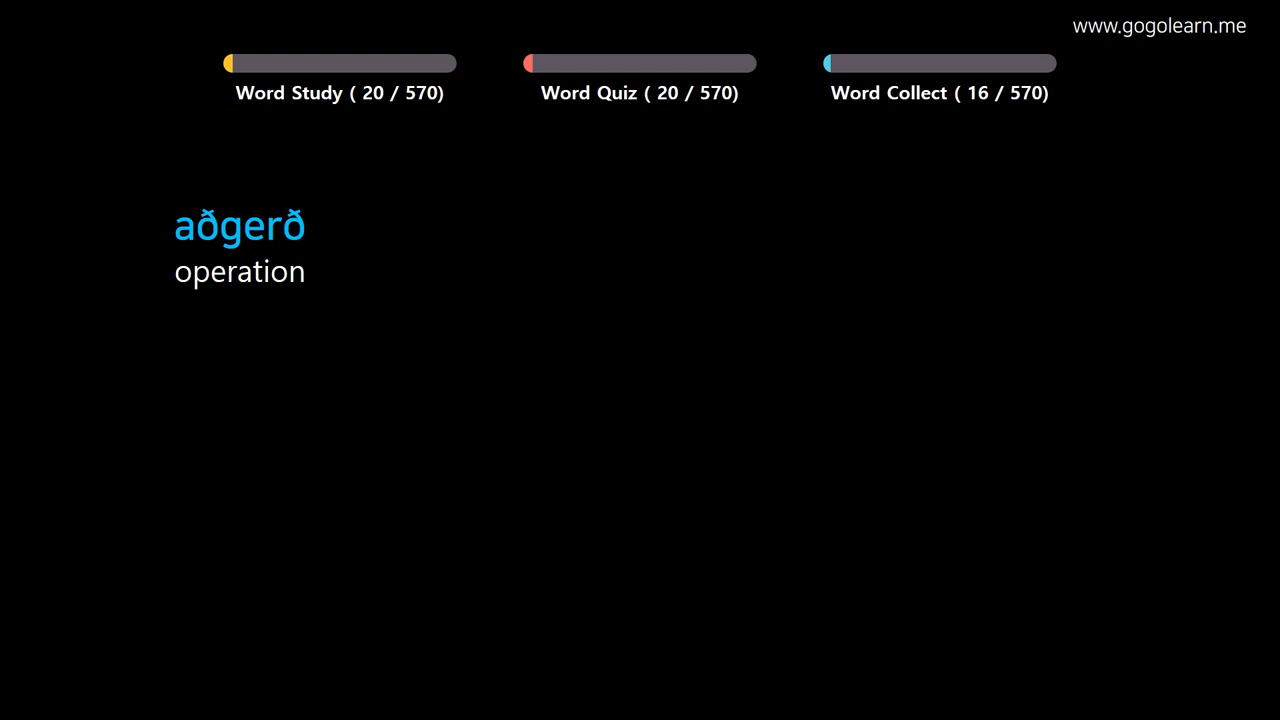 www.gogolearn.me
Word Study ( 20 / 570)
Word Quiz ( 20 / 570)
Word Collect ( 16 / 570)
aðgerð
operation